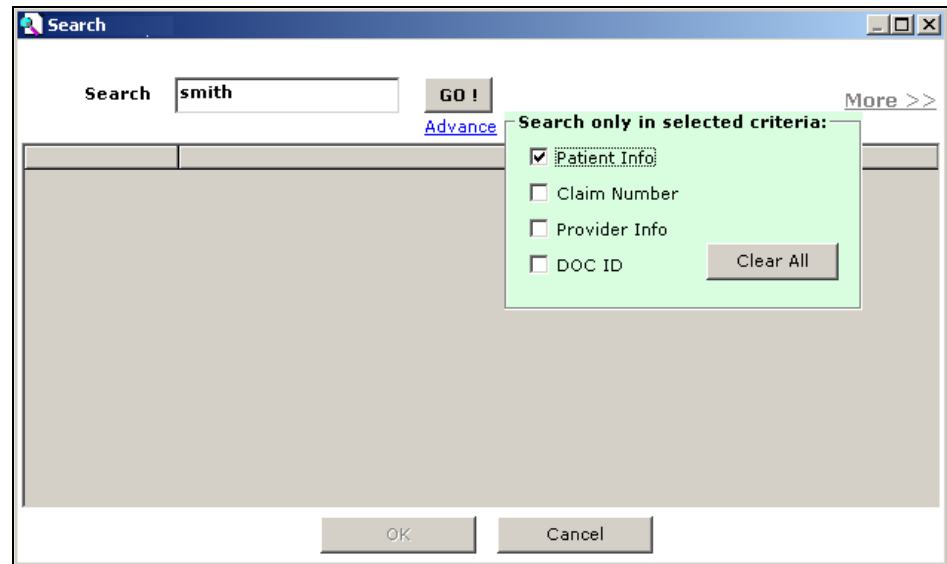 Search
Search
smith
GO !
More >>
Advance
Search only in selected criteria:
Patient Info
Claim Number
Provider Info
DOC ID
Clear All
OK
Cancel